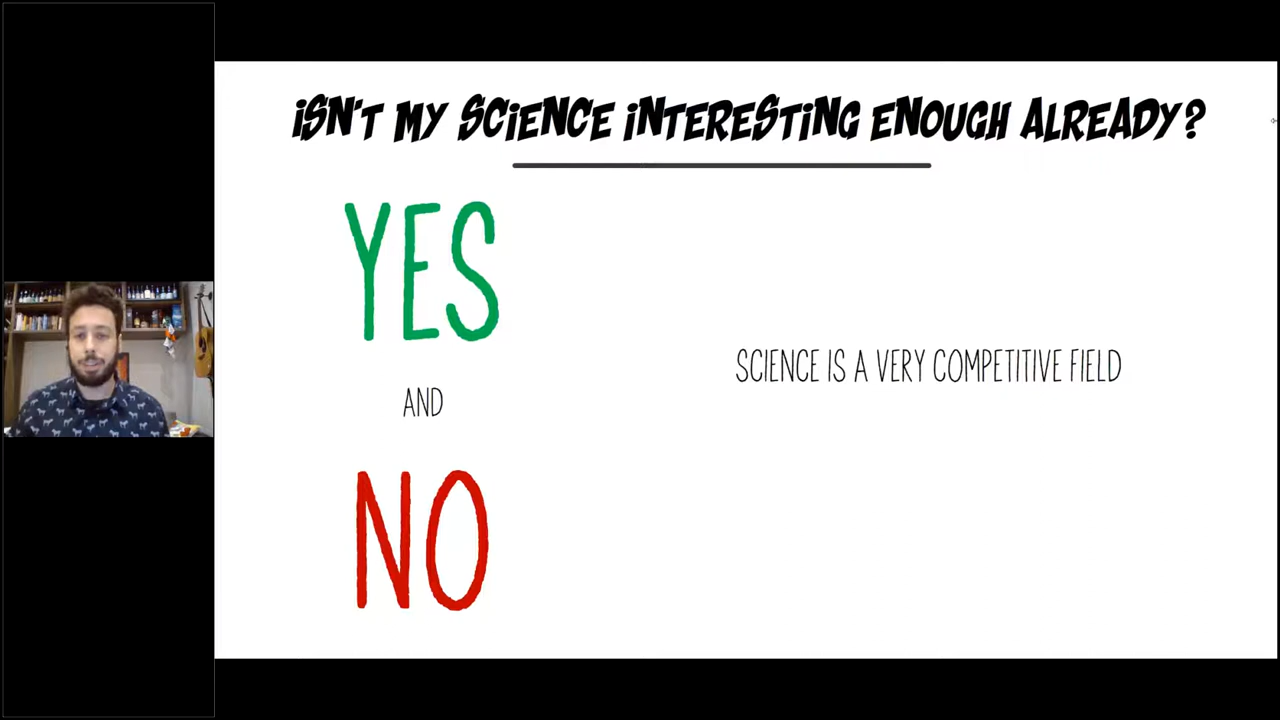 ISN'T MY SCIENCE INTERESTING ENOUGH ALREADY?
YES
AND
NO
SCIENCE IS A VERY COMPETITIVE FIELD